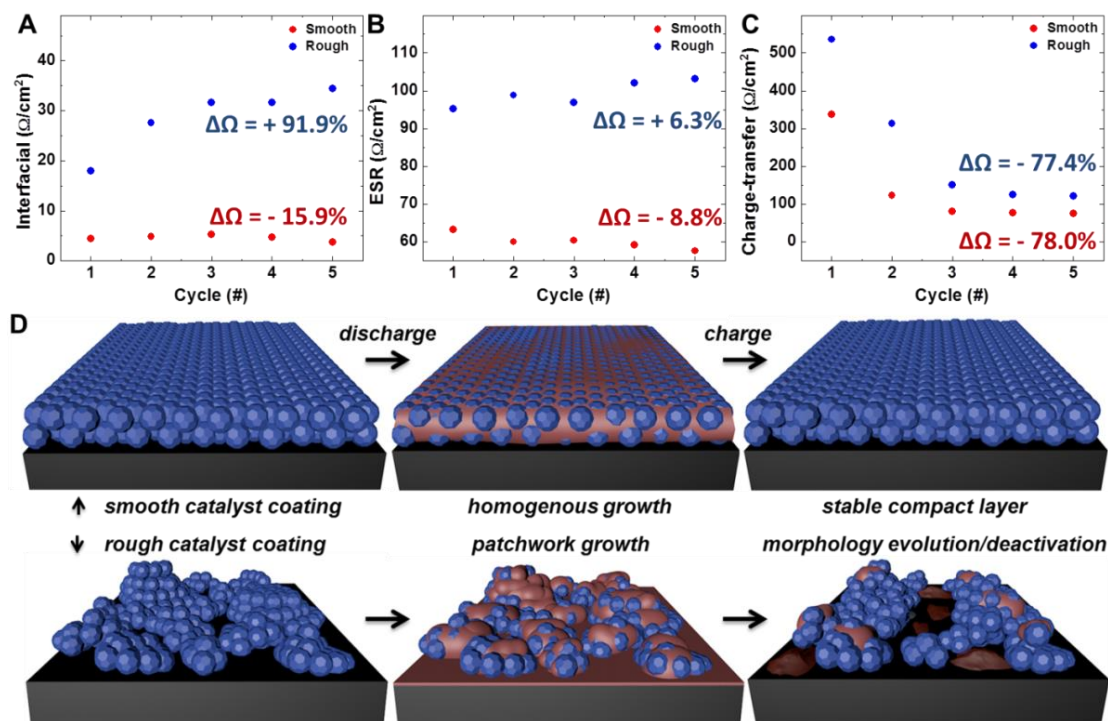 A
Smooth
Rough
Interfacial (Ω/cm²)
40
30
20
10
0
ΔΩ = + 91.9%
ΔΩ = - 15.9%
1 2 3 4 5
Cycle (#)
B
Smooth
Rough
ESR (Ω/cm²)
110
100
90
80
70
60
ΔΩ = + 6.3%
ΔΩ = - 8.8%
1 2 3 4 5
Cycle (#)
C
Smooth
Rough
Charge-transfer (Ω/cm²)
500
400
300
200
100
0
ΔΩ = - 77.4%
ΔΩ = - 78.0%
1 2 3 4 5
Cycle (#)
D
discharge
charge
smooth catalyst coating
homogenous growth
stable compact layer
rough catalyst coating
patchwork growth
morphology evolution/deactivation